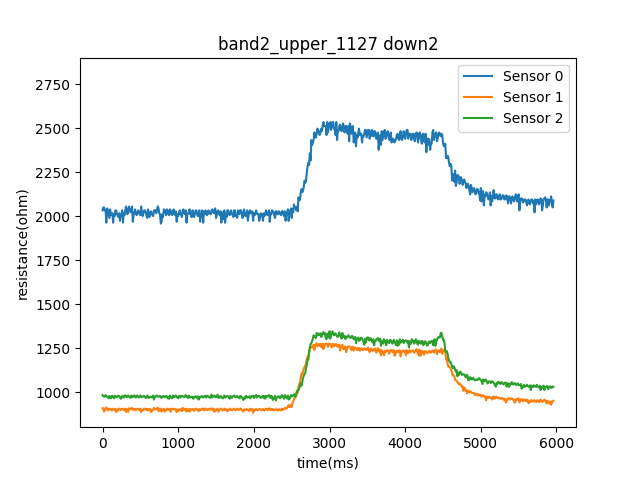 band2_upper_1127 down2
Sensor 0
Sensor 1
Sensor 2
resistance(ohm)
2750
2500
2250
2000
1750
1500
1250
1000
0 1000 2000 3000 4000 5000 6000
time(ms)